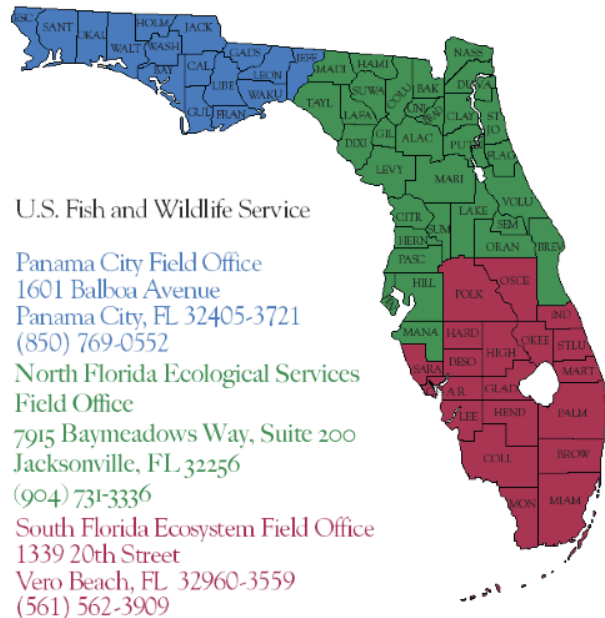 ESC
SANT
OKAL
WALT
HOLM
WASH
BAY
JACK
CAL
GUL
LIBE
GADS
LEON
WAKU
FRAN
JEFF
MADI
TAYL
HAMI
SUWA
LAFA
DIXI
COLU
GIL
UNI
BAK
BRAD
ALAC
LEVY
NASS
DUVA
CLAY
ST
JO
PUT
FLAG
MARI
VOLU
CITR
SUM
LAKE
SEM
HERN
ORAN
BREV
PASC
HILL
POLK
OSCE
MANA
HARD
IND
OKEE
STLU
SARA
DESO
HIGH
MART
AR
GLAD
LEE
HEND
PALM
COLL
BROW
MON
MIAM
U.S. Fish and Wildlife Service
Panama City Field Office
1601 Balboa Avenue
Panama City, FL 32405-3721
(850) 769-0552
North Florida Ecological Services
Field Office
7915 Baymeadows Way, Suite 200
Jacksonville, FL 32256
(904) 731-3336
South Florida Ecosystem Field Office
1339 20th Street
Vero Beach, FL 32960-3559
(561) 562-3909